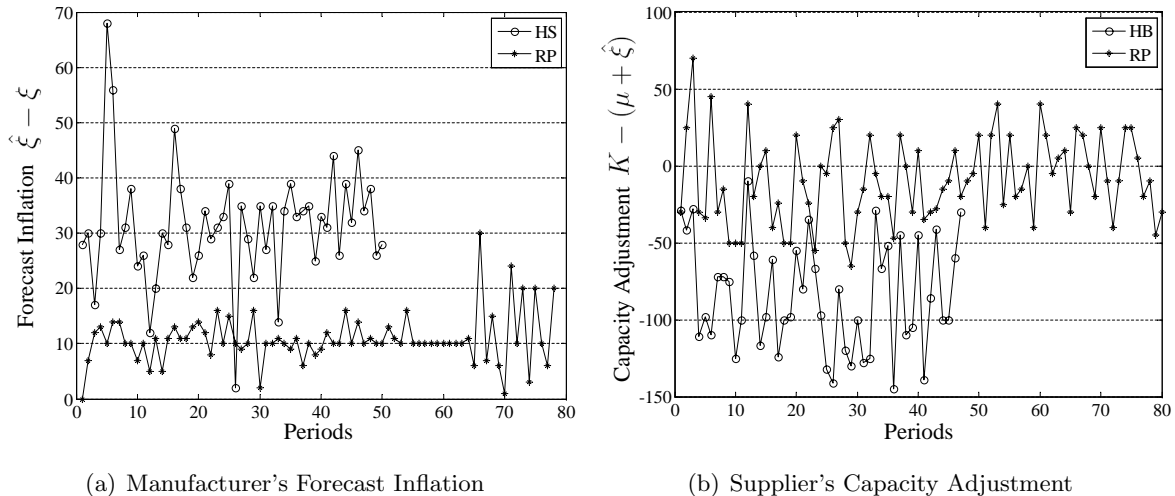 70
60
50
40
30
20
10
0
0 10 20 30 40 50 60 70 80
Forecast Inflation ξ̂ − ξ
Periods
HS
RP
(a) Manufacturer's Forecast Inflation
100
50
0
-50
-100
-150
0 10 20 30 40 50 60 70 80
Capacity Adjustment K − (μ + ξ̂)
Periods
HB
RP
(b) Supplier's Capacity Adjustment